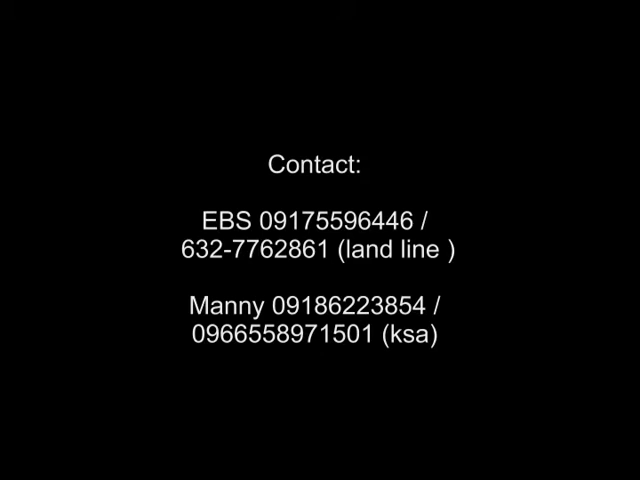 Contact:
EBS 09175596446 /
632-7762861 (land line )
Manny 09186223854 /
0966558971501 (ksa)